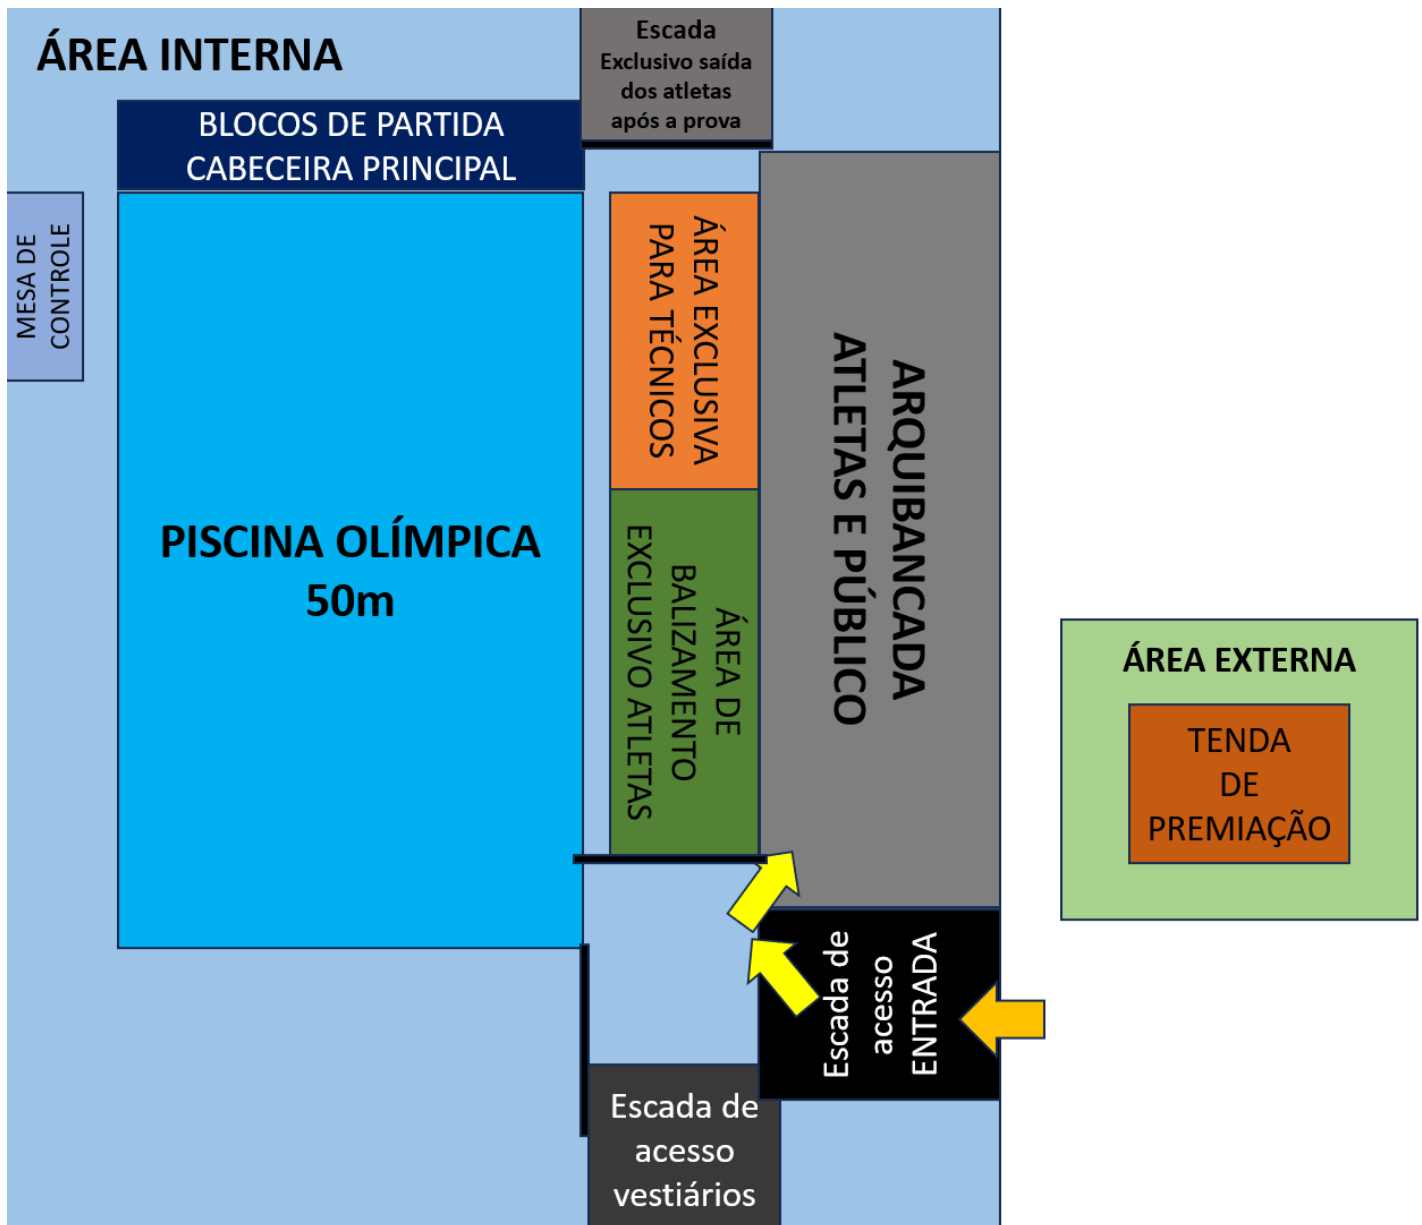 ÁREA INTERNA
Escada
Exclusivo saída
dos atletas
após a prova
BLOCOS DE PARTIDA
CABECEIRA PRINCIPAL
MESA DE
CONTROLE
ÁREA EXCLUSIVA
PARA TÉCNICOS
ARQUIBANCADA
ATLETAS E PÚBLICO
PISCINA OLÍMPICA
50m
ÁREA DE
BALIZAMENTO
EXCLUSIVO ATLETAS
ÁREA EXTERNA
TENDA
DE
PREMIAÇÃO
Escada de
acesso
ENTRADA
Escada de
acesso
vestiários